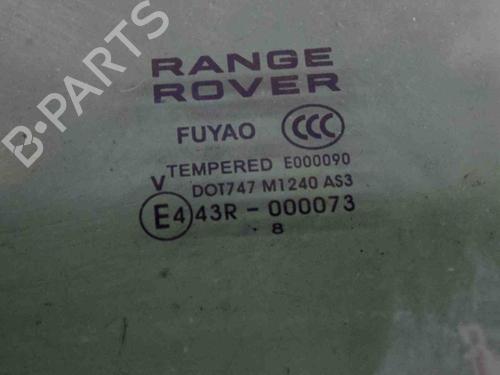 B-PARTS
RANGE
ROVER
FUYAO CCC
TEMPERED E000090
V DOT747 M1240 AS3
E4 43R - 000073
. 8